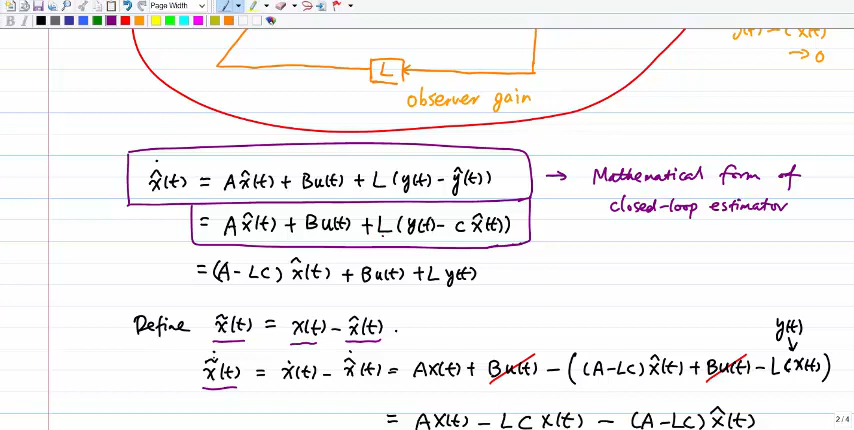 B I
Page Width
y(t) - C x̂(t)
→ 0
L
observer gain
x̂̇(t) = Ax̂(t) + Bu(t) + L(y(t) - ŷ(t)) → Mathematical form of
= Ax̂(t) + Bu(t) + L(y(t) - Cx̂(t)) closed-loop estimator
= (A - LC) x̂(t) + Bu(t) + Ly(t)
Define x̃(t) = x(t) - x̂(t).
y(t)
x̃̇(t) = ẋ(t) - x̂̇(t) = Ax(t) + Bu(t) - ((A-LC)x̂(t) + Bu(t) - LCx(t))
= Ax(t) - LCx(t) - (A-LC)x̂(t)
2/4